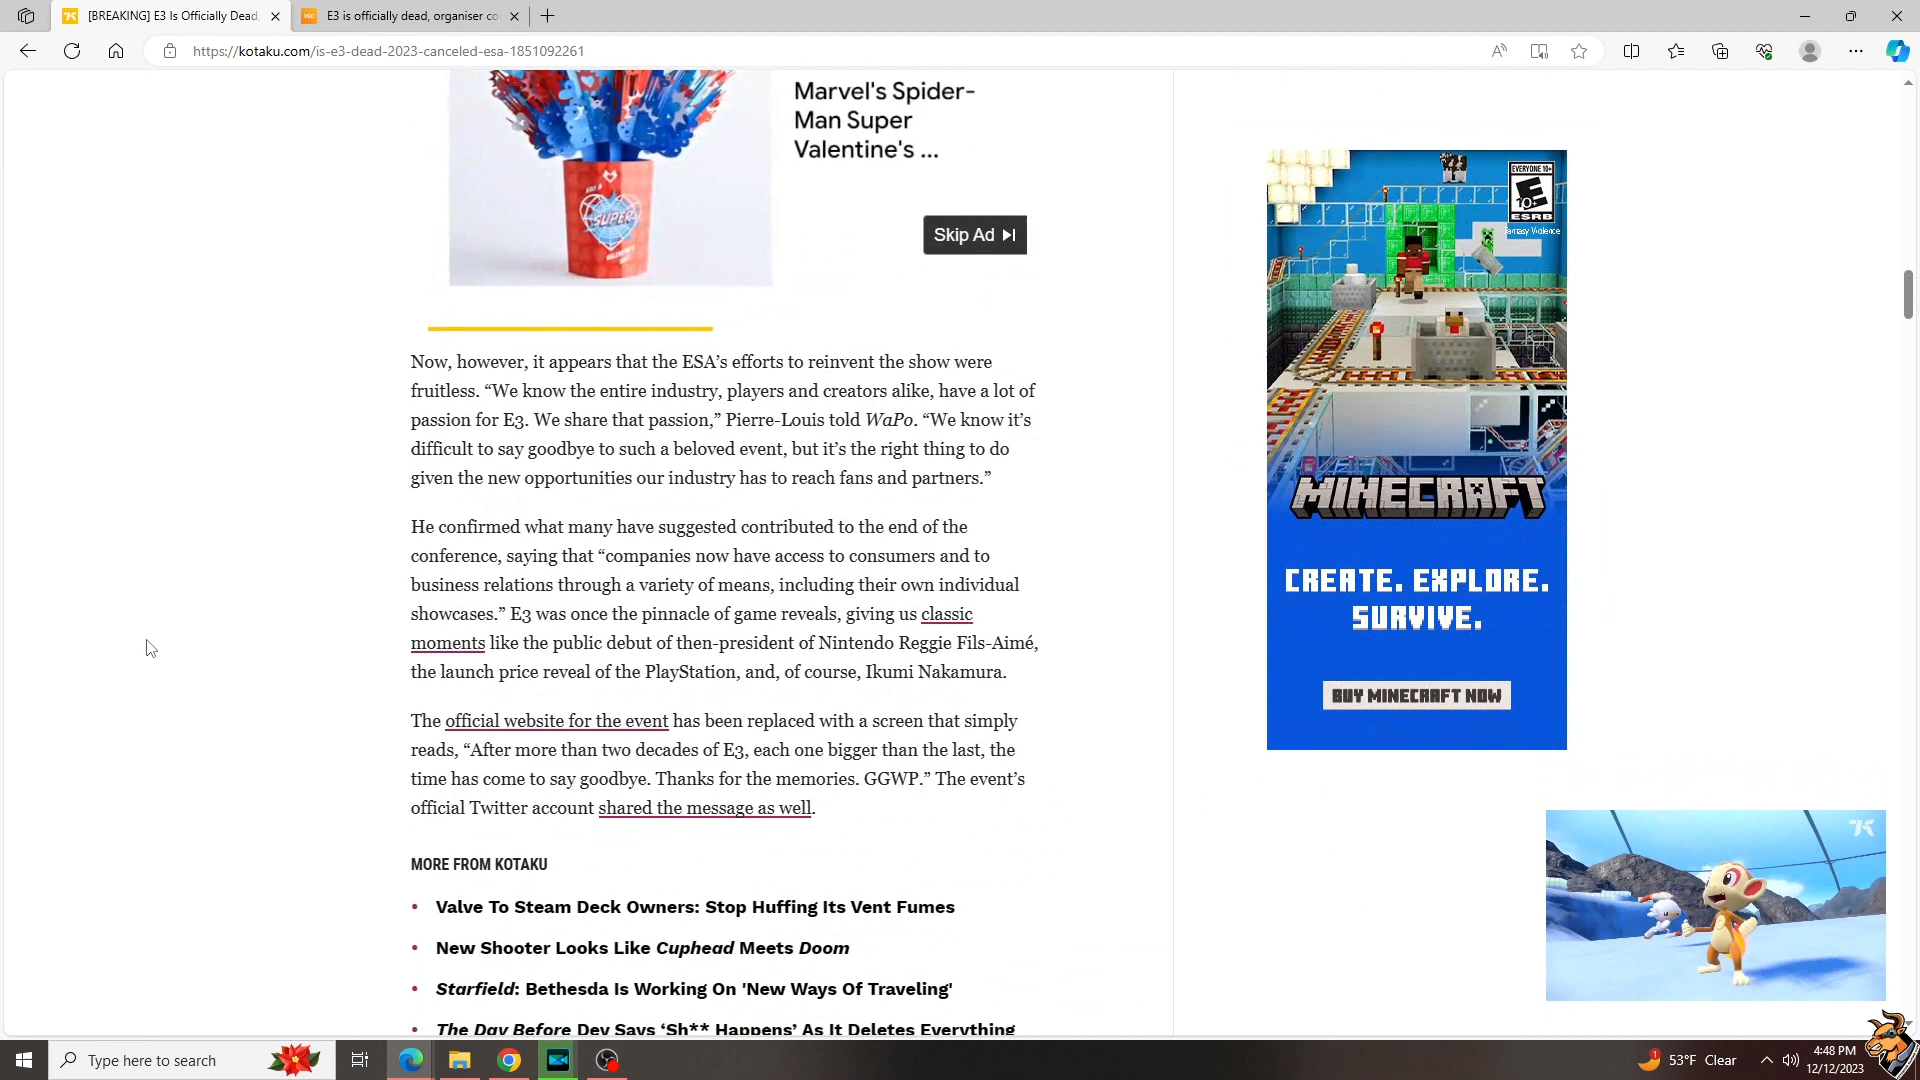 [BREAKING] E3 Is Officially Dead,
E3 is officially dead, organiser co
https://kotaku.com/is-e3-dead-2023-canceled-esa-1851092261
Marvel's Spider-
Man Super
Valentine's ...
SUPER
Skip Ad
EVERYONE 10+
E
10+
ESRB
Fantasy Violence
Now, however, it appears that the ESA’s efforts to reinvent the show were
fruitless. “We know the entire industry, players and creators alike, have a lot of
passion for E3. We share that passion,” Pierre-Louis told WaPo. “We know it’s
difficult to say goodbye to such a beloved event, but it’s the right thing to do
given the new opportunities our industry has to reach fans and partners.”
He confirmed what many have suggested contributed to the end of the
conference, saying that “companies now have access to consumers and to
business relations through a variety of means, including their own individual
showcases.” E3 was once the pinnacle of game reveals, giving us classic
moments like the public debut of then-president of Nintendo Reggie Fils-Aimé,
the launch price reveal of the PlayStation, and, of course, Ikumi Nakamura.
The official website for the event has been replaced with a screen that simply
reads, “After more than two decades of E3, each one bigger than the last, the
time has come to say goodbye. Thanks for the memories. GGWP.” The event’s
official Twitter account shared the message as well.
MINECRAFT
CREATE. EXPLORE.
SURVIVE.
BUY MINECRAFT NOW
MORE FROM KOTAKU
• Valve To Steam Deck Owners: Stop Huffing Its Vent Fumes
• New Shooter Looks Like Cuphead Meets Doom
• Starfield: Bethesda Is Working On 'New Ways Of Traveling'
• The Day Before Dev Says ‘Sh** Happens’ As It Deletes Everything
Type here to search
1
53°F Clear
4:48 PM
12/12/2023